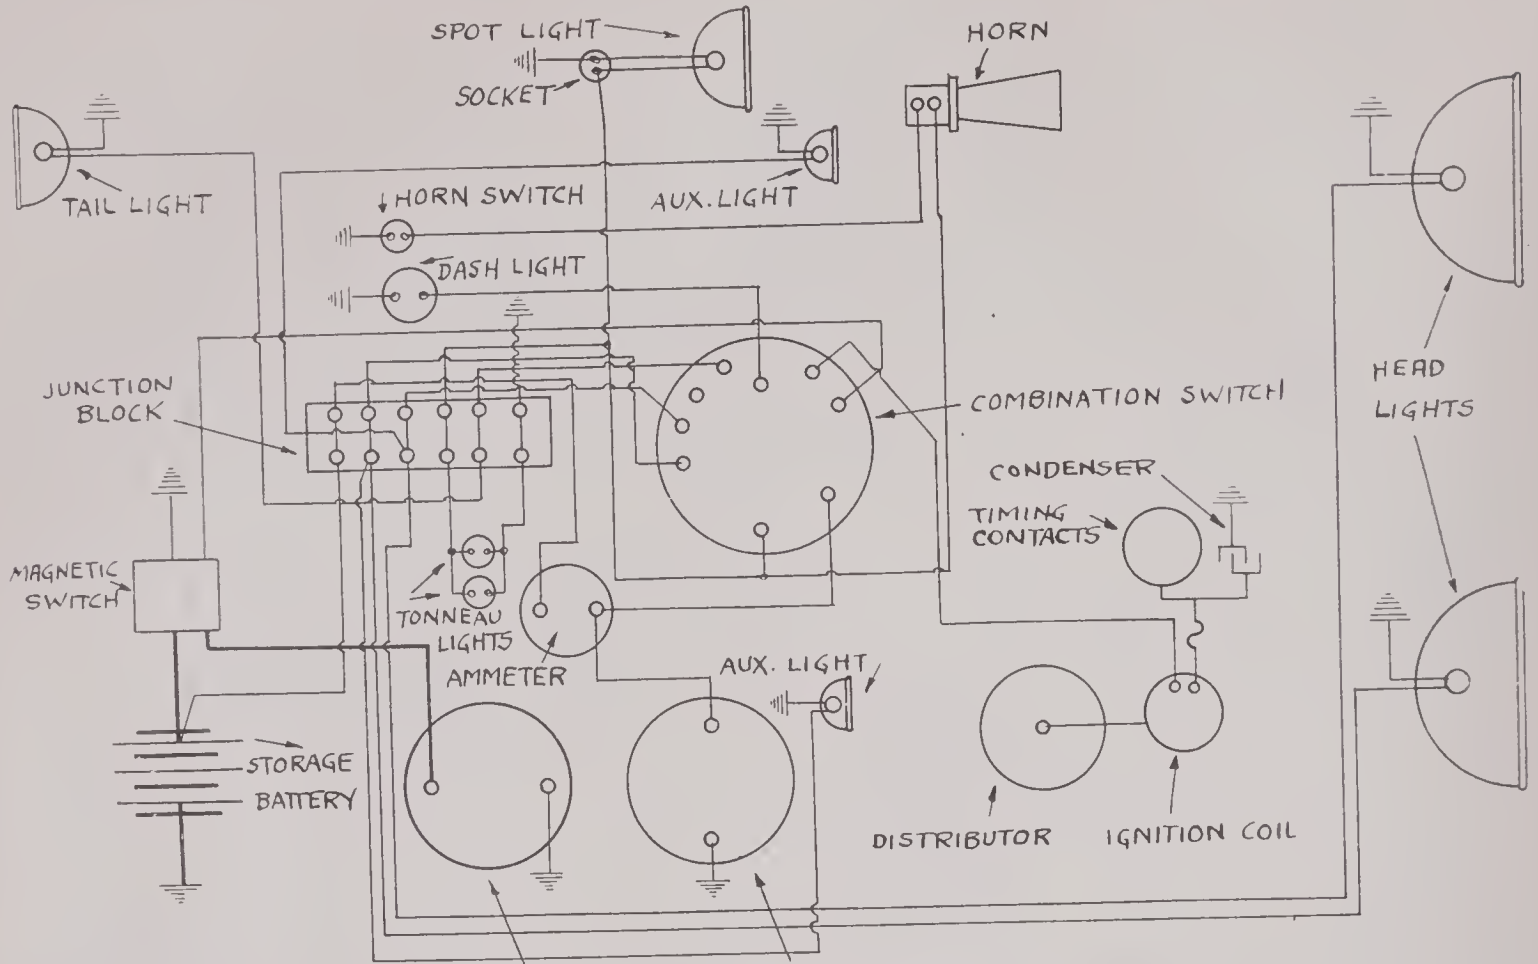 SPOT LIGHT
SOCKET
HORN
TAIL LIGHT
HORN SWITCH
AUX. LIGHT
DASH LIGHT
JUNCTION
BLOCK
COMBINATION SWITCH
HEAD
LIGHTS
CONDENSER
TIMING
CONTACTS
MAGNETIC
SWITCH
TONNEAU
LIGHTS
AMMETER
AUX. LIGHT
STORAGE
BATTERY
DISTRIBUTOR
IGNITION COIL